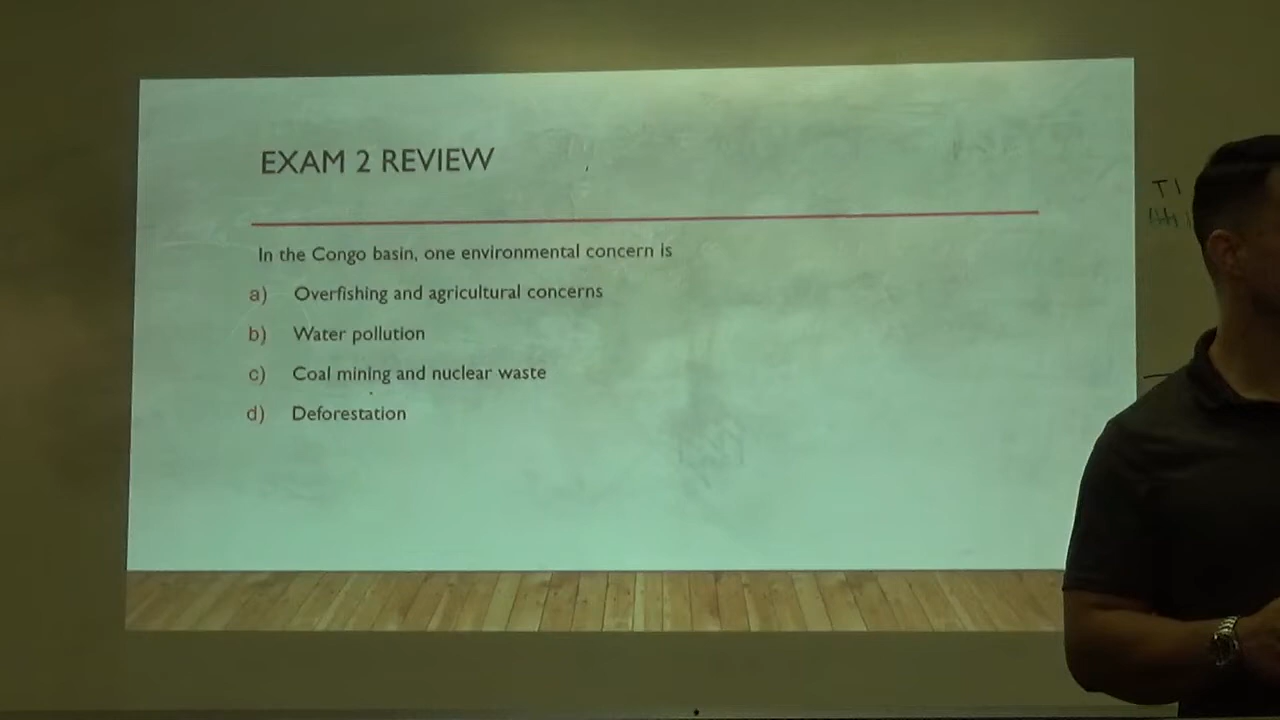 EXAM 2 REVIEW
In the Congo basin, one environmental concern is
a) Overfishing and agricultural concerns
b) Water pollution
c) Coal mining and nuclear waste
d) Deforestation
T1